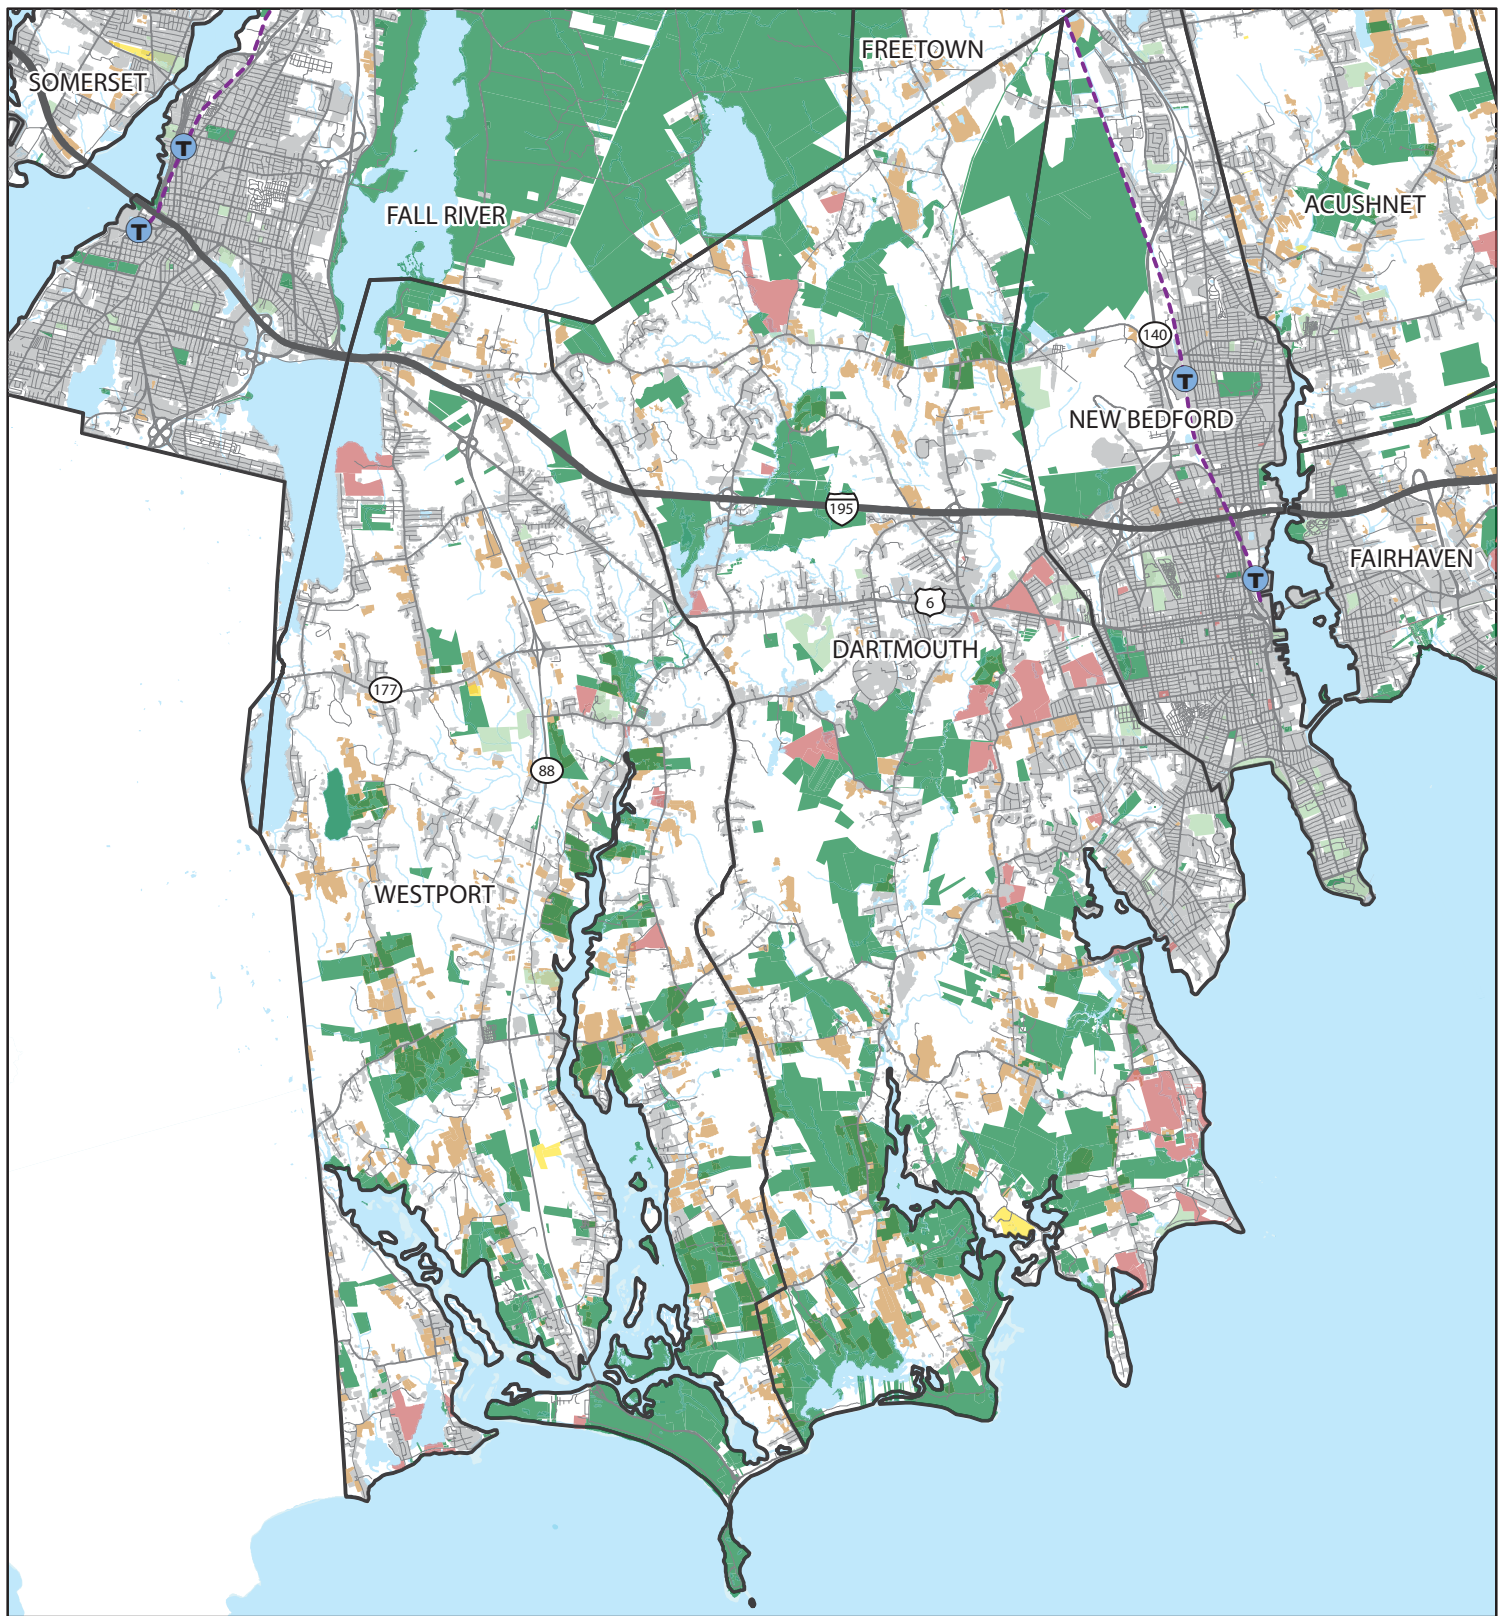 FREETOWN
SOMERSET
T
ACUSHNET
FALL RIVER
T
140
T
NEW BEDFORD
195
FAIRHAVEN
T
6
DARTMOUTH
177
88
WESTPORT